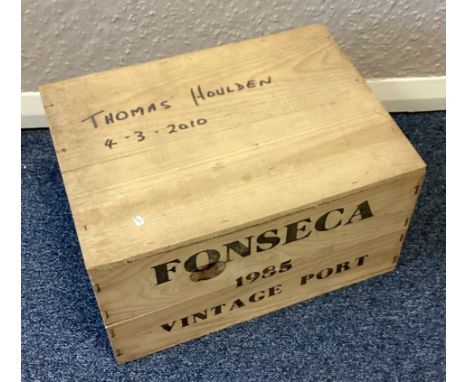 THOMAS HOULDEN
4-3-2010
FONSECA
1985
VINTAGE PORT